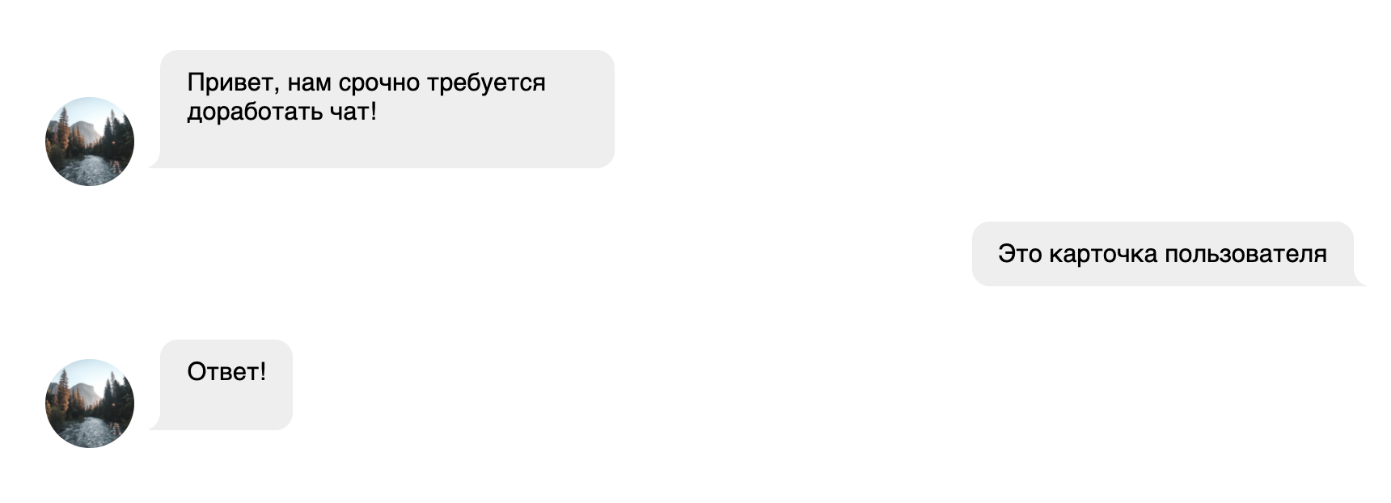 Привет, нам срочно требуется
доработать чат!
Это карточка пользователя
Ответ!